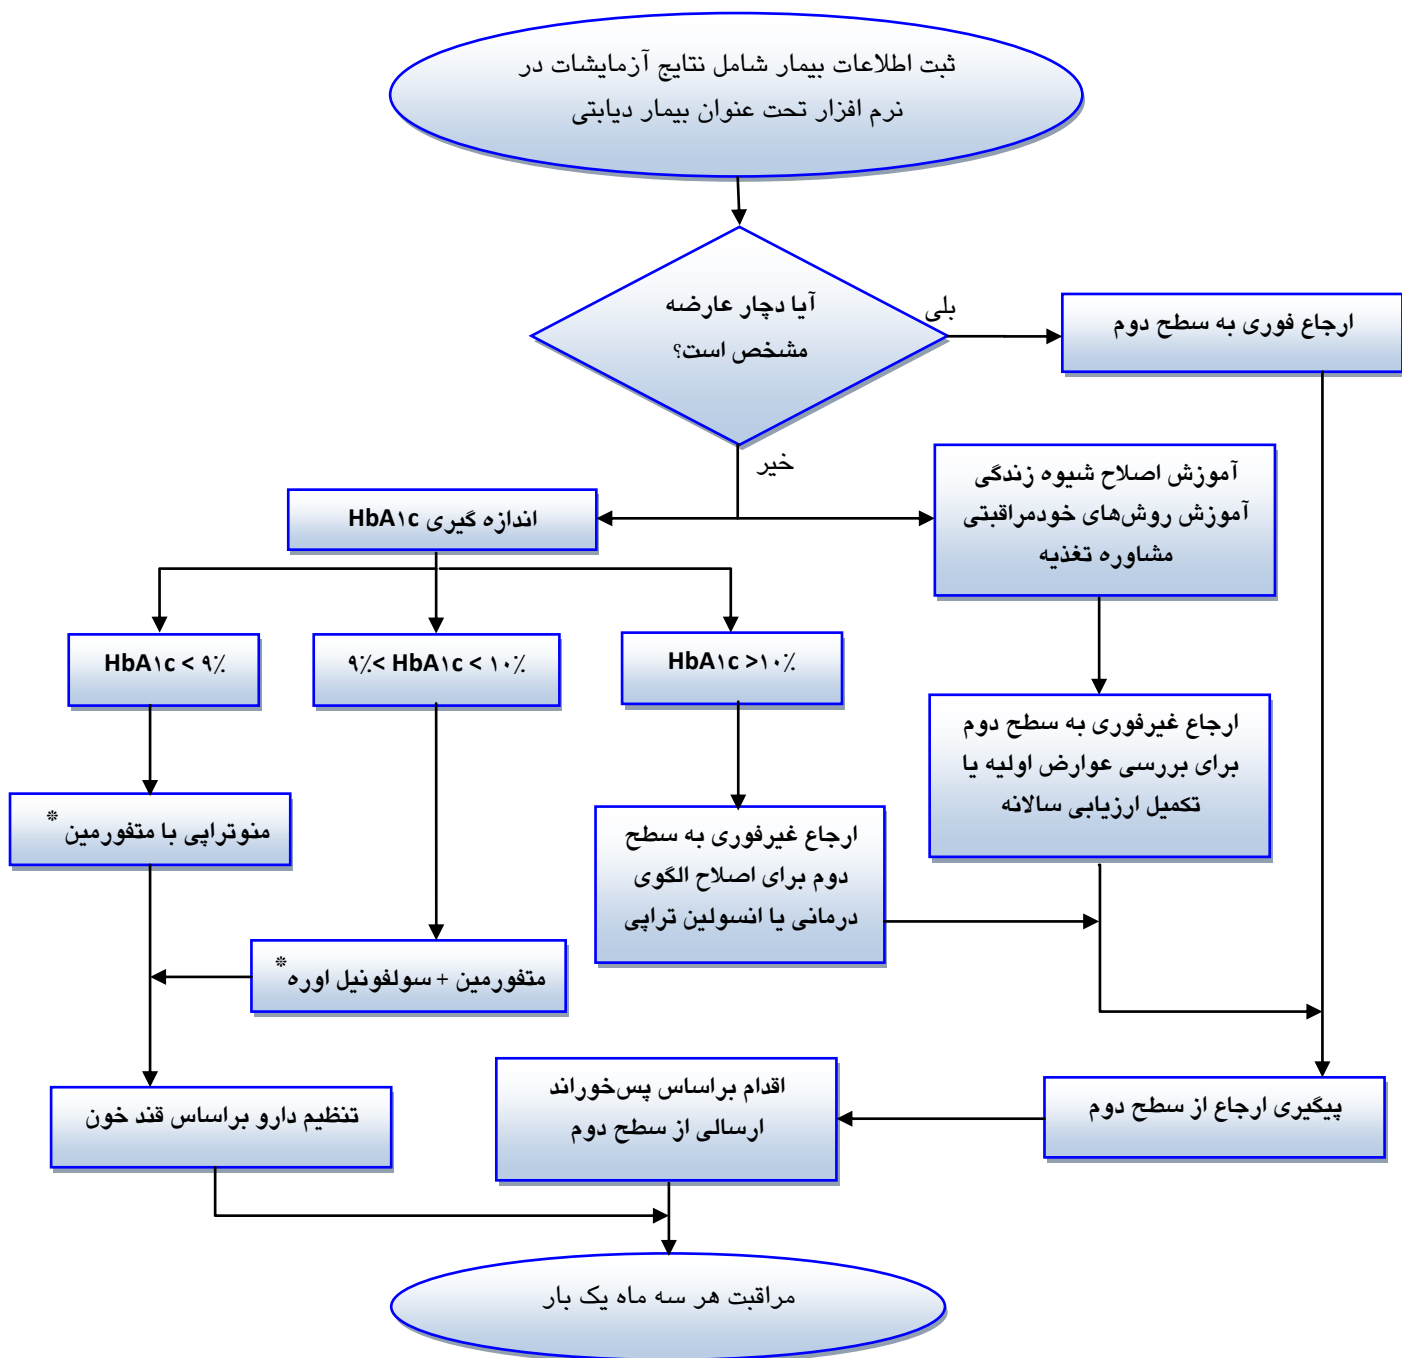 ثبت اطلاعات بیمار شامل نتایج آزمایشات در
نرم افزار تحت عنوان بیمار دیابتی
آیا دچار عارضه
مشخص است؟
بلی
ارجاع فوری به سطح دوم
خیر
آموزش اصلاح شیوه زندگی
آموزش روش‌های خودمراقبتی
مشاوره تغذیه
اندازه گیری HbA۱c
HbA۱c >۱۰٪
۹٪< HbA۱c < ۱۰٪
HbA۱c < ۹٪
ارجاع غیرفوری به سطح دوم
برای بررسی عوارض اولیه یا
تکمیل ارزیابی سالانه
ارجاع غیرفوری به سطح
دوم برای اصلاح الگوی
درمانی یا انسولین تراپی
منوتراپی با متفورمین *
متفورمین + سولفونیل اوره*
پیگیری ارجاع از سطح دوم
اقدام براساس پس‌خوراند
ارسالی از سطح دوم
تنظیم دارو براساس قند خون
مراقبت هر سه ماه یک بار